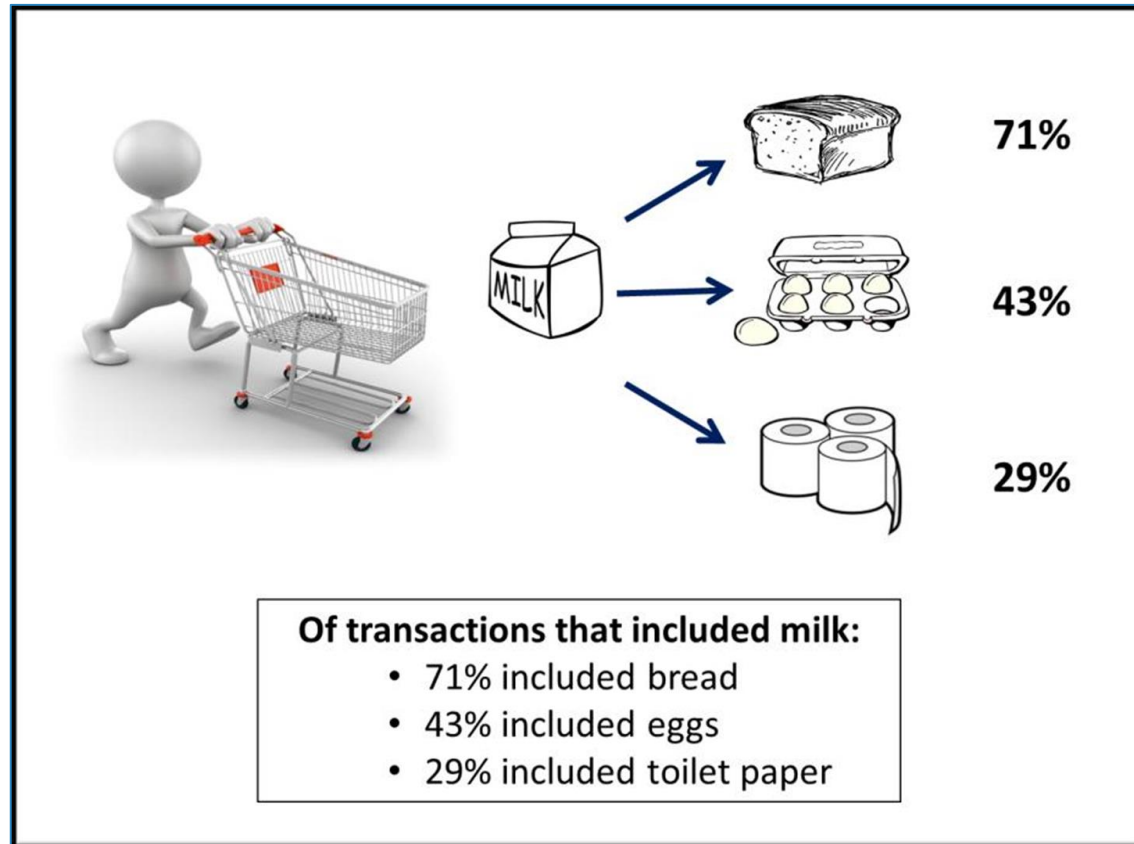 71%
MILK
43%
29%
Of transactions that included milk:
• 71% included bread
• 43% included eggs
• 29% included toilet paper